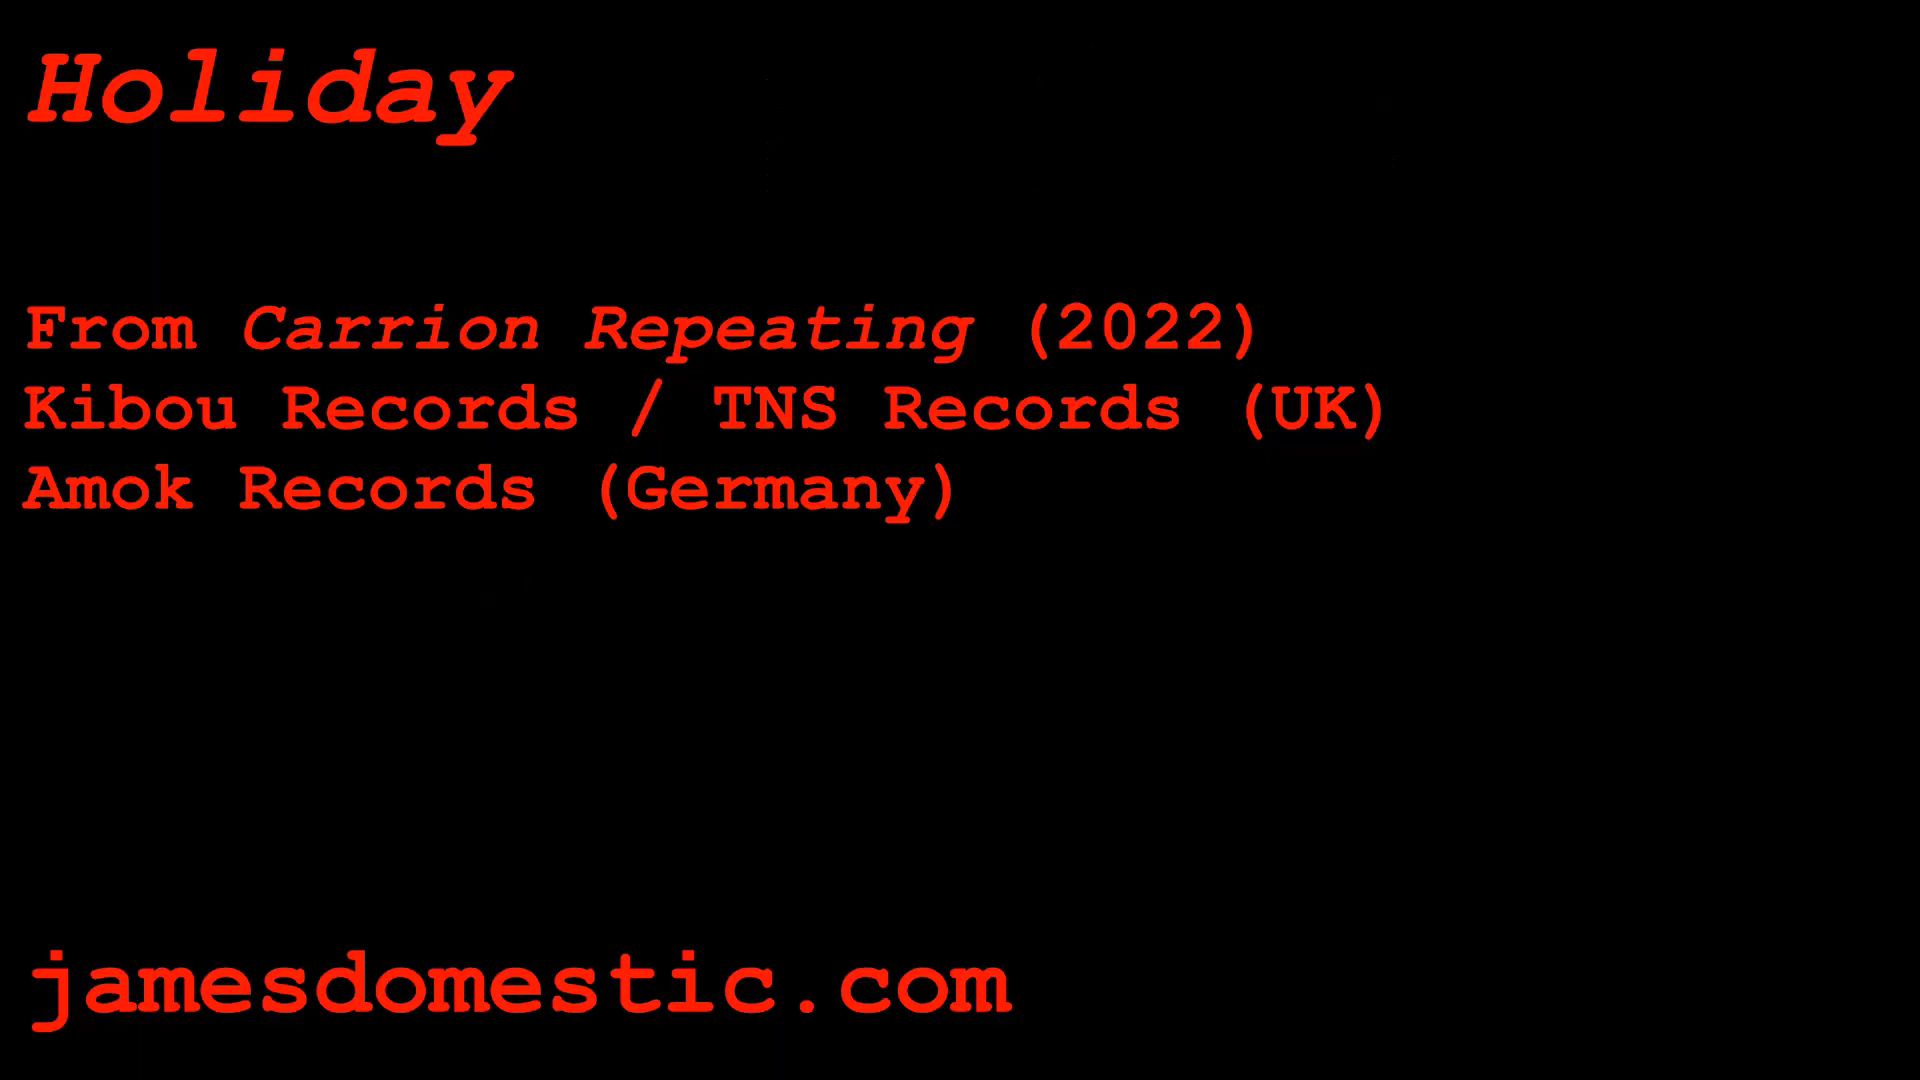 Holiday
From Carrion Repeating (2022)
Kibou Records / TNS Records (UK)
Amok Records (Germany)
jamesdomestic.com